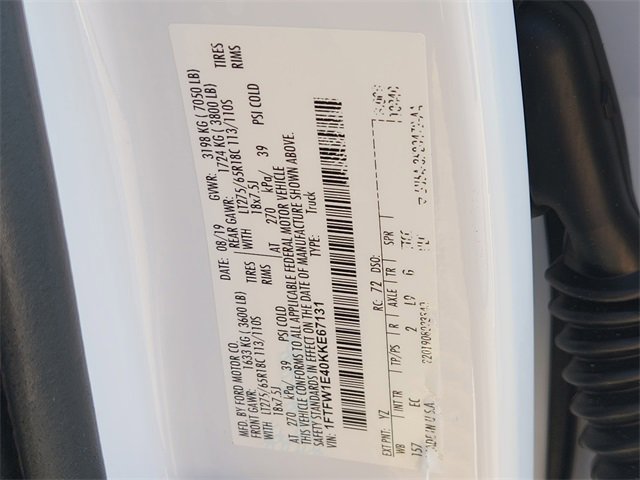 MFD. BY FORD MOTOR CO.
DATE: 08/19 GVWR: 3198 KG ( 7050 LB)
FRONT GAWR: 1633 KG ( 3600 LB) REAR GAWR: 1724 KG ( 3800 LB)
WITH LT275/65R18C 113/110S TIRES WITH LT275/65R18C 113/110S TIRES
18x7.5J RIMS 18x7.5J RIMS
AT 270 kPa/ 39 PSI COLD AT 270 kPa/ 39 PSI COLD
THIS VEHICLE CONFORMS TO ALL APPLICABLE FEDERAL MOTOR VEHICLE
SAFETY STANDARDS IN EFFECT ON THE DATE OF MANUFACTURE SHOWN ABOVE.
VIN: 1FTFW1E40KKE67131 TYPE: Truck
EXT PNT: YZ RC: 72 DSO:
WB INT TR TP/PS R AXLE TR SPR
157 EC 2 L9 6
MADE IN U.S.A.